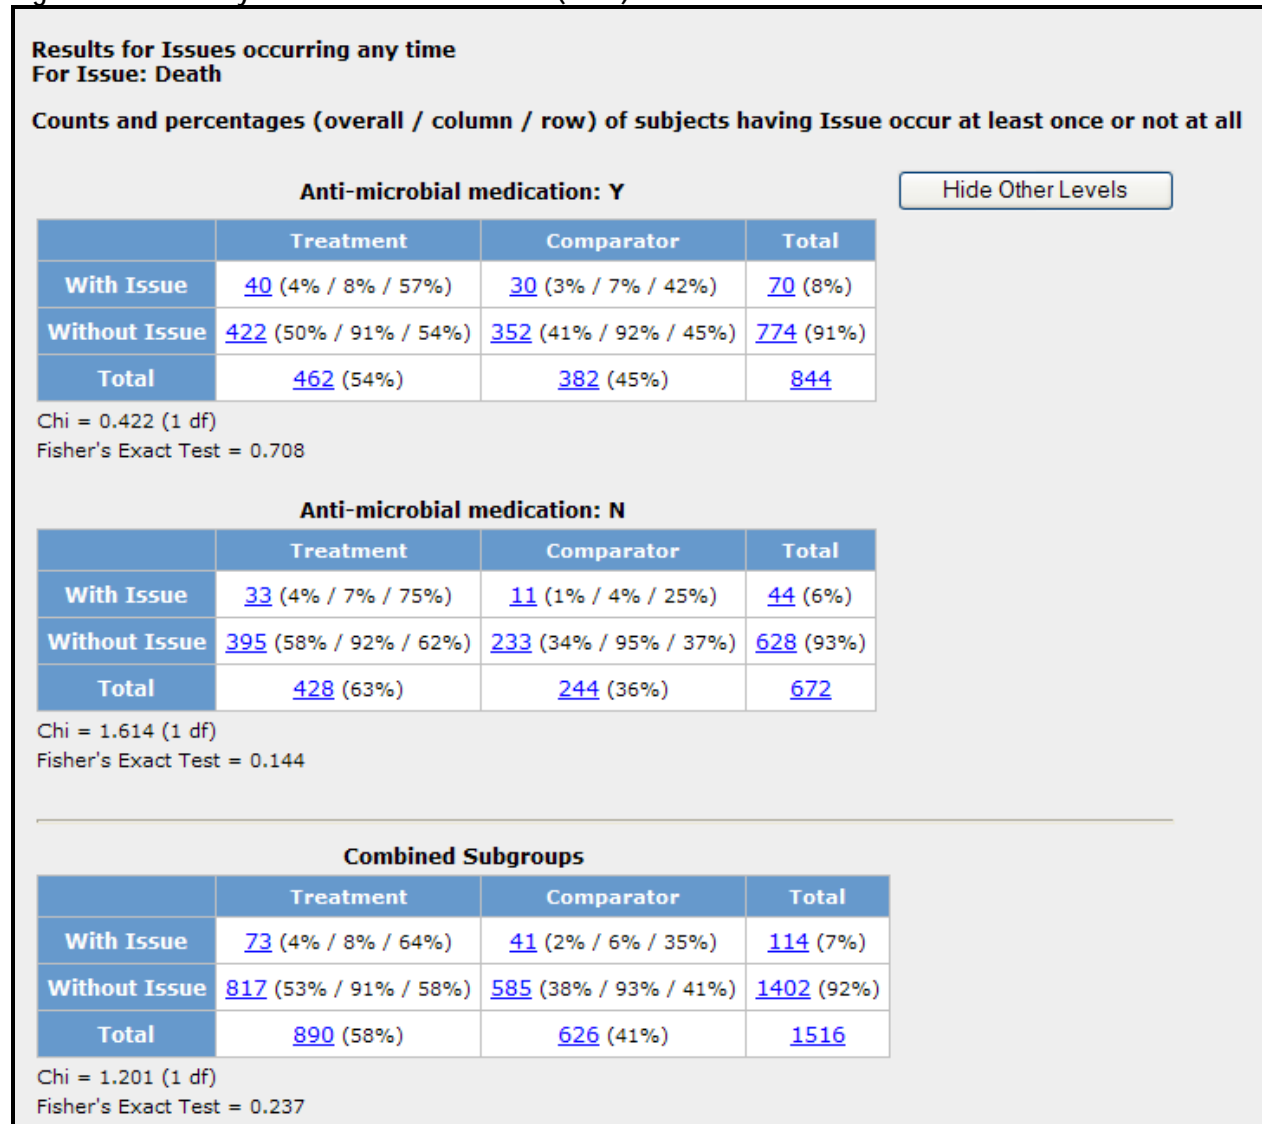 Results for Issues occurring any time
For Issue: Death
Counts and percentages (overall / column / row) of subjects having Issue occur at least once or not at all
Anti-microbial medication: Y
Hide Other Levels
Treatment Comparator Total
With Issue 40 (4% / 8% / 57%) 30 (3% / 7% / 42%) 70 (8%)
Without Issue 422 (50% / 91% / 54%) 352 (41% / 92% / 45%) 774 (91%)
Total 462 (54%) 382 (45%) 844
Chi = 0.422 (1 df)
Fisher's Exact Test = 0.708
Anti-microbial medication: N
Treatment Comparator Total
With Issue 33 (4% / 7% / 75%) 11 (1% / 4% / 25%) 44 (6%)
Without Issue 395 (58% / 92% / 62%) 233 (34% / 95% / 37%) 628 (93%)
Total 428 (63%) 244 (36%) 672
Chi = 1.614 (1 df)
Fisher's Exact Test = 0.144
Combined Subgroups
Treatment Comparator Total
With Issue 73 (4% / 8% / 64%) 41 (2% / 6% / 35%) 114 (7%)
Without Issue 817 (53% / 91% / 58%) 585 (38% / 93% / 41%) 1402 (92%)
Total 890 (58%) 626 (41%) 1516
Chi = 1.201 (1 df)
Fisher's Exact Test = 0.237